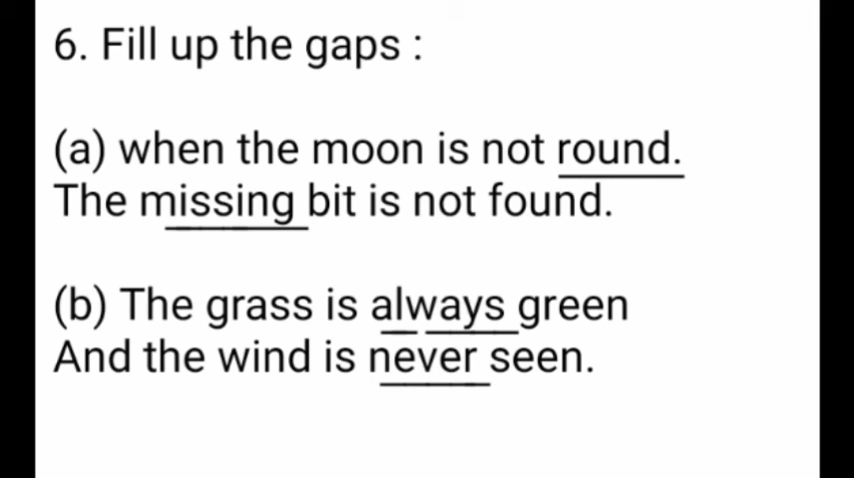 6. Fill up the gaps :
(a) when the moon is not round.
The missing bit is not found.
(b) The grass is always green
And the wind is never seen.